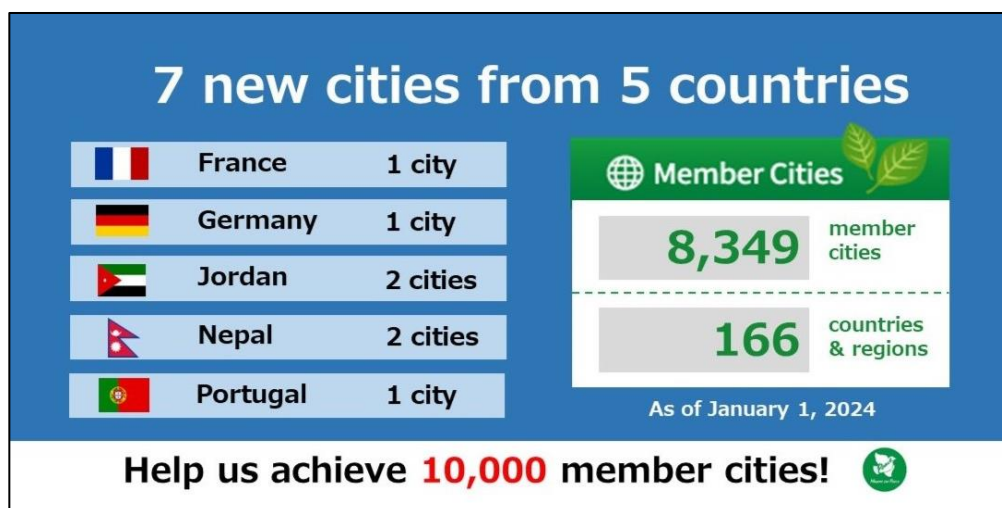 7 new cities from 5 countries
France 1 city
Germany 1 city
Jordan 2 cities
Nepal 2 cities
Portugal 1 city
Member Cities
8,349 member cities
166 countries & regions
As of January 1, 2024
Help us achieve 10,000 member cities!